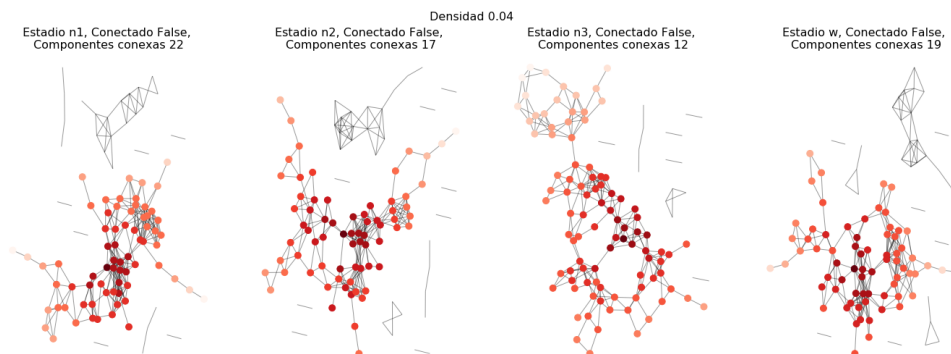 Densidad 0.04
Estadio n1, Conectado False,
Componentes conexas 22
Estadio n2, Conectado False,
Componentes conexas 17
Estadio n3, Conectado False,
Componentes conexas 12
Estadio w, Conectado False,
Componentes conexas 19